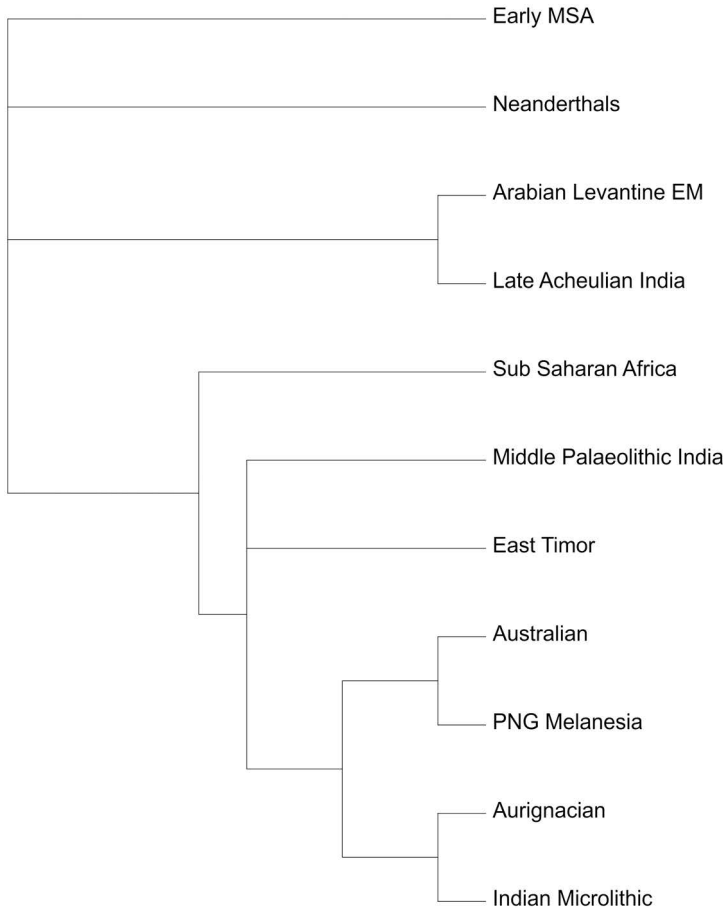 Early MSA
Neanderthals
Arabian Levantine EM
Late Acheulian India
Sub Saharan Africa
Middle Palaeolithic India
East Timor
Australian
PNG Melanesia
Aurignacian
Indian Microlithic